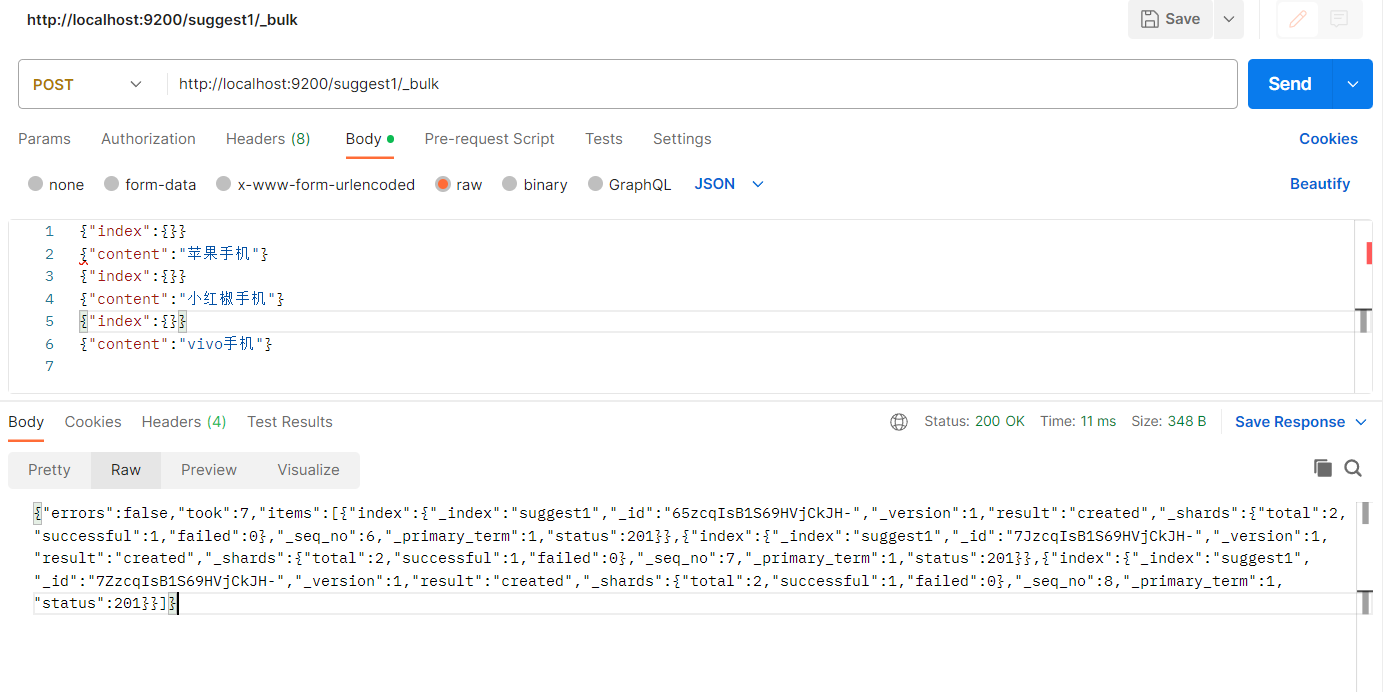 http://localhost:9200/suggest1/_bulk
Save
POST
http://localhost:9200/suggest1/_bulk
Send
Params Authorization Headers (8) Body Pre-request Script Tests Settings Cookies
none form-data x-www-form-urlencoded raw binary GraphQL JSON Beautify
1 {"index":{}}
2 {"content":"苹果手机"}
3 {"index":{}}
4 {"content":"小红椒手机"}
5 {"index":{}}
6 {"content":"vivo手机"}
7
Body Cookies Headers (4) Test Results Status: 200 OK Time: 11 ms Size: 348 B Save Response
Pretty Raw Preview Visualize
{"errors":false,"took":7,"items":[{"index":{"_index":"suggest1","_id":"65zcqIsB1S69HVjCkJH-","_version":1,"result":"created","_shards":{"total":2,
"successful":1,"failed":0},"_seq_no":6,"_primary_term":1,"status":201}},{"index":{"_index":"suggest1","_id":"7JzcqIsB1S69HVjCkJH-","_version":1,
"result":"created","_shards":{"total":2,"successful":1,"failed":0},"_seq_no":7,"_primary_term":1,"status":201}},{"index":{"_index":"suggest1",
"_id":"7ZzcqIsB1S69HVjCkJH-","_version":1,"result":"created","_shards":{"total":2,"successful":1,"failed":0},"_seq_no":8,"_primary_term":1,
"status":201}}]}